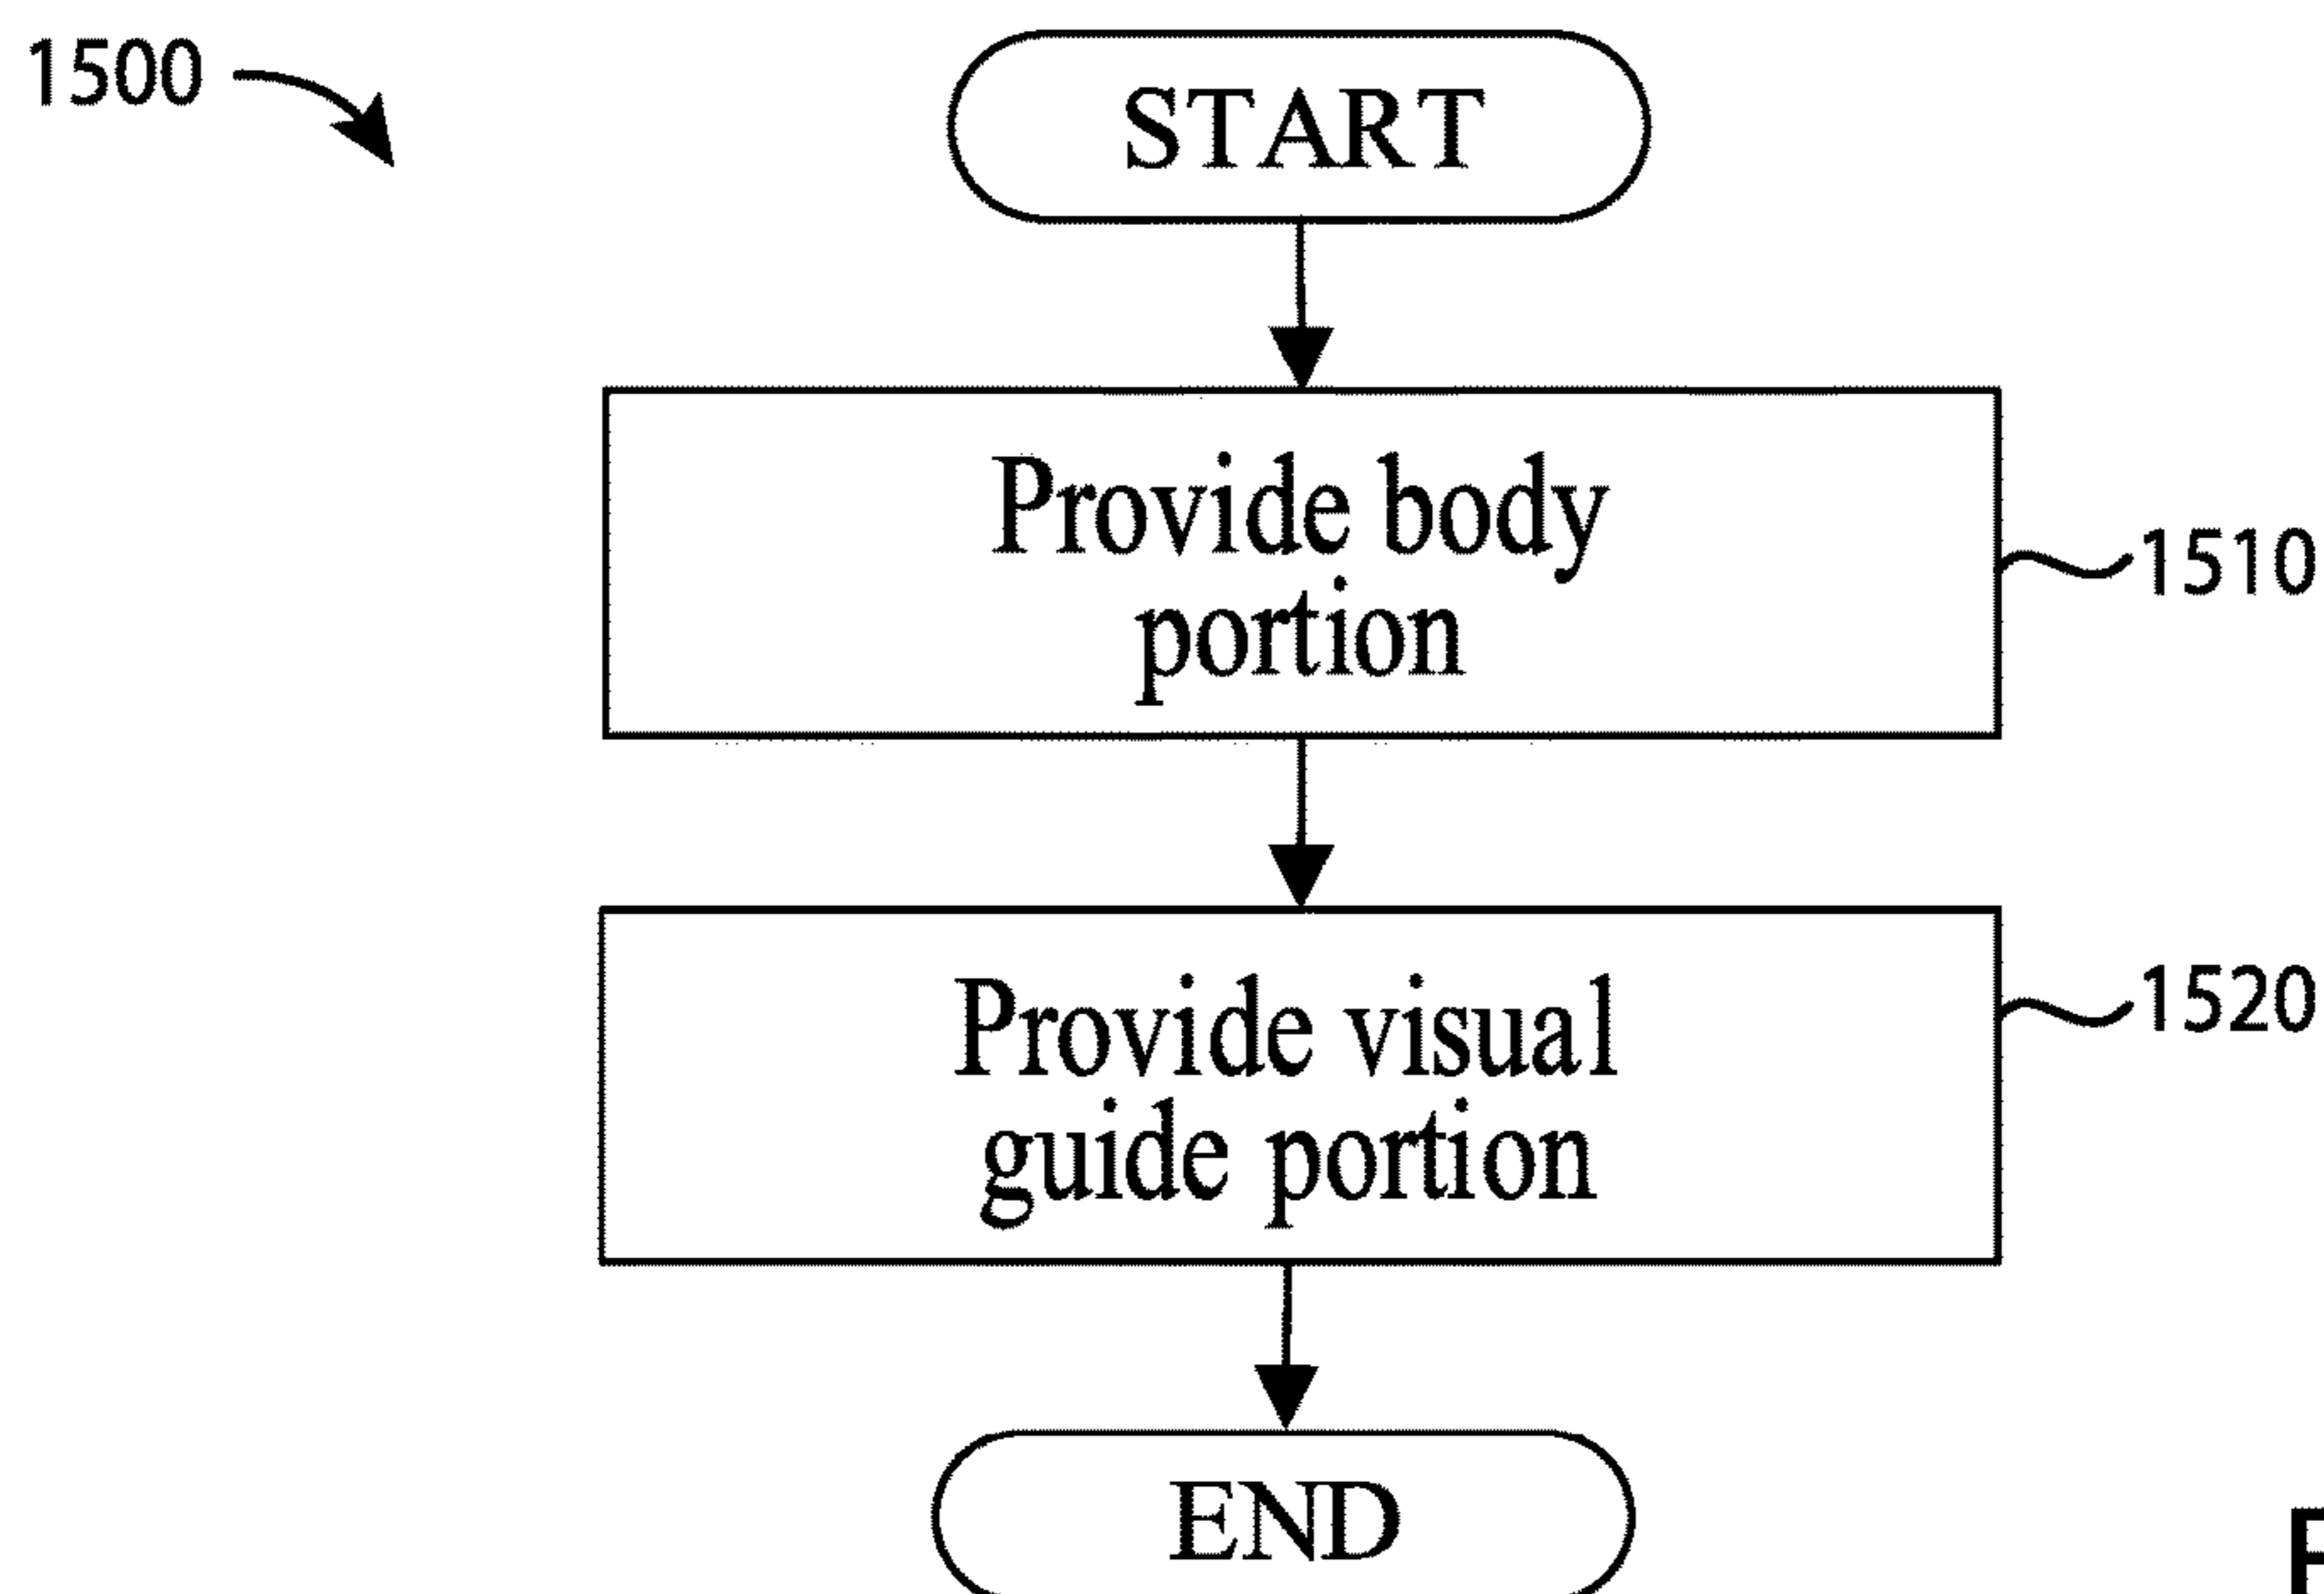 1500
START
Provide body
portion
1510
Provide visual
guide portion
1520
END